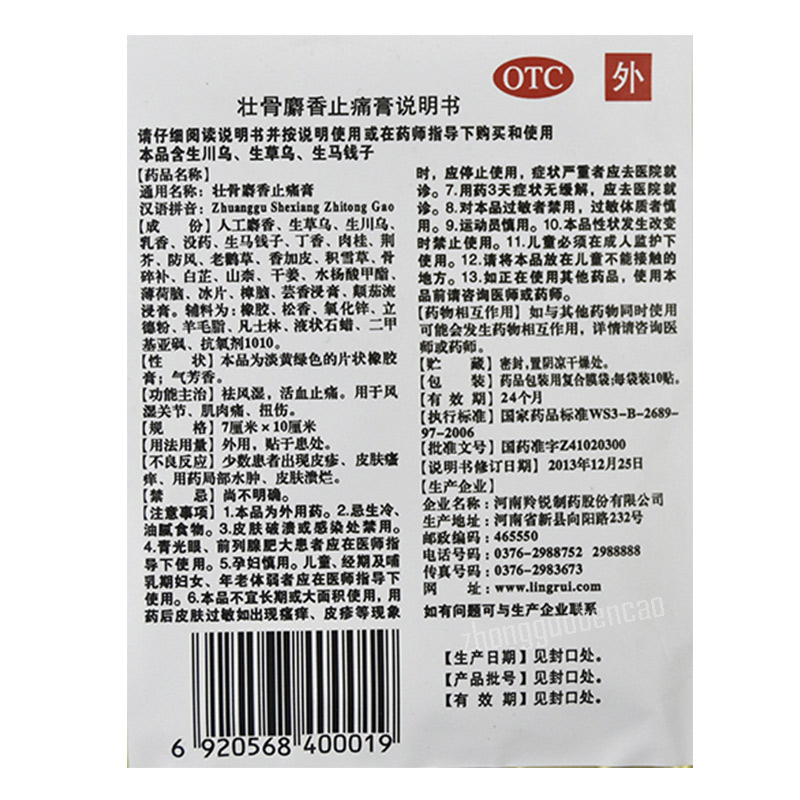 OTC
外
壮骨麝香止痛膏说明书
请仔细阅读说明书并按说明使用或在药师指导下购买和使用
本品含生川乌、生草乌、生马钱子
【药品名称】
通用名称：壮骨麝香止痛膏
汉语拼音：Zhuanggu Shexiang Zhitong Gao
【成 份】人工麝香、生草乌、生川乌、
乳香、没药、生马钱子、丁香、肉桂、荆
芥、防风、老鹳草、香加皮、积雪草、骨
碎补、白芷、山柰、干姜、水杨酸甲酯、
薄荷脑、冰片、樟脑、芸香浸膏、颠茄流
浸膏。辅料为：橡胶、松香、氧化锌、立
德粉、羊毛脂、凡士林、液状石蜡、二甲
基亚砜、抗氧剂1010。
【性 状】本品为淡黄绿色的片状橡胶
膏；气芳香。
【功能主治】祛风湿，活血止痛。用于风
湿关节、肌肉痛、扭伤。
【规 格】7厘米×10厘米
【用法用量】外用，贴于患处。
【不良反应】少数患者出现皮疹、皮肤瘙
痒、用药局部水肿、皮肤溃烂。
【禁 忌】尚不明确。
【注意事项】1.本品为外用药。2.忌生冷、
油腻食物。3.皮肤破溃或感染处禁用。
4.青光眼、前列腺肥大患者应在医师指
导下使用。5.孕妇慎用。儿童、经期及哺
乳期妇女、年老体弱者应在医师指导下
使用。6.本品不宜长期或大面积使用，用
药后皮肤过敏如出现瘙痒、皮疹等现象
时，应停止使用，症状严重者应去医院就
诊。7.用药3天症状无缓解，应去医院就
诊。8.对本品过敏者禁用，过敏体质者慎
用。9.运动员慎用。10.本品性状发生改变
时禁止使用。11.儿童必须在成人监护下
使用。12.请将本品放在儿童不能接触的
地方。13.如正在使用其他药品，使用本
品前请咨询医师或药师。
【药物相互作用】如与其他药物同时使用
可能会发生药物相互作用，详情请咨询医
师或药师。
【贮 藏】密封，置阴凉干燥处。
【包 装】药品包装用复合膜袋；每袋装10贴。
【有 效 期】24个月
【执行标准】国家药品标准WS3-B-2689-
97-2006
【批准文号】国药准字Z41020300
【说明书修订日期】2013年12月25日
【生产企业】
企业名称：河南羚锐制药股份有限公司
生产地址：河南省新县向阳路232号
邮政编码：465550
电话号码：0376-2988752 2988888
传真号码：0376-2983673
网 址：www.lingrui.com
如有问题可与生产企业联系
zhongguobencao
【生产日期】见封口处。
【产品批号】见封口处。
【有 效 期】见封口处。
6 920568 400019